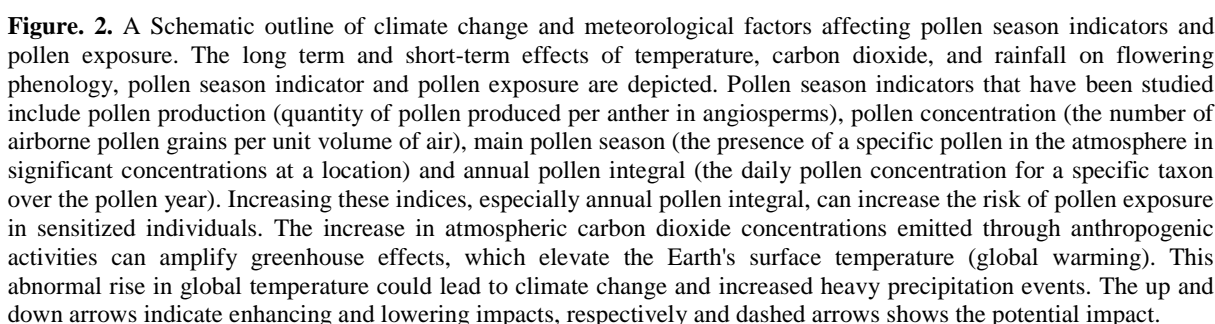 Figure. 2. A Schematic outline of climate change and meteorological factors affecting pollen season indicators and
pollen exposure. The long term and short-term effects of temperature, carbon dioxide, and rainfall on flowering
phenology, pollen season indicator and pollen exposure are depicted. Pollen season indicators that have been studied
include pollen production (quantity of pollen produced per anther in angiosperms), pollen concentration (the number of
airborne pollen grains per unit volume of air), main pollen season (the presence of a specific pollen in the atmosphere in
significant concentrations at a location) and annual pollen integral (the daily pollen concentration for a specific taxon
over the pollen year). Increasing these indices, especially annual pollen integral, can increase the risk of pollen exposure
in sensitized individuals. The increase in atmospheric carbon dioxide concentrations emitted through anthropogenic
activities can amplify greenhouse effects, which elevate the Earth's surface temperature (global warming). This
abnormal rise in global temperature could lead to climate change and increased heavy precipitation events. The up and
down arrows indicate enhancing and lowering impacts, respectively and dashed arrows shows the potential impact.